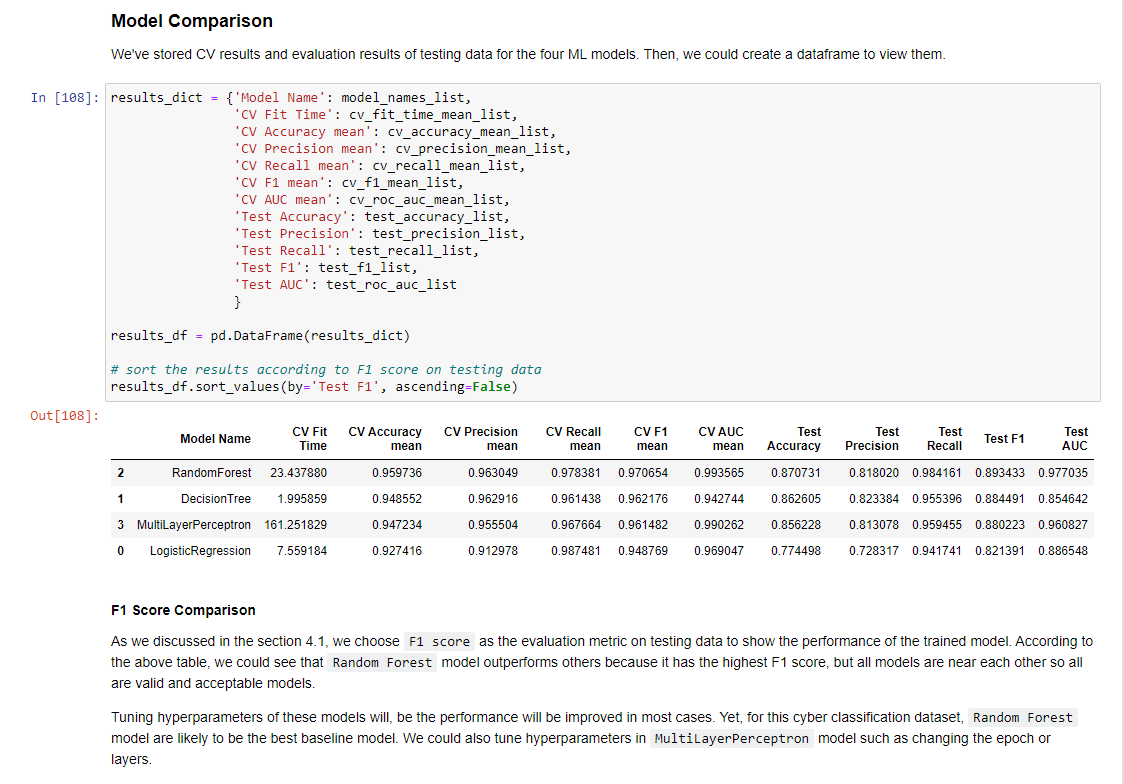 Model Comparison
We've stored CV results and evaluation results of testing data for the four ML models. Then, we could create a dataframe to view them.
In [108]: results_dict = {'Model Name': model_names_list,
'CV Fit Time': cv_fit_time_mean_list,
'CV Accuracy mean': cv_accuracy_mean_list,
'CV Precision mean': cv_precision_mean_list,
'CV Recall mean': cv_recall_mean_list,
'CV F1 mean': cv_f1_mean_list,
'CV AUC mean': cv_roc_auc_mean_list,
'Test Accuracy': test_accuracy_list,
'Test Precision': test_precision_list,
'Test Recall': test_recall_list,
'Test F1': test_f1_list,
'Test AUC': test_roc_auc_list
}
results_df = pd.DataFrame(results_dict)
# sort the results according to F1 score on testing data
results_df.sort_values(by='Test F1', ascending=False)
Out[108]:
Model Name CV Fit Time CV Accuracy mean CV Precision mean CV Recall mean CV F1 mean CV AUC mean Test Accuracy Test Precision Test Recall Test F1 Test AUC
2 RandomForest 23.437880 0.959736 0.963049 0.978381 0.970654 0.993565 0.870731 0.818020 0.984161 0.893433 0.977035
1 DecisionTree 1.995859 0.948552 0.962916 0.961438 0.962176 0.942744 0.862605 0.823384 0.955396 0.884491 0.854642
3 MultiLayerPerceptron 161.251829 0.947234 0.955504 0.967664 0.961482 0.990262 0.856228 0.813078 0.959455 0.880223 0.960827
0 LogisticRegression 7.559184 0.927416 0.912978 0.987481 0.948769 0.969047 0.774498 0.728317 0.941741 0.821391 0.886548
F1 Score Comparison
As we discussed in the section 4.1, we choose F1 score as the evaluation metric on testing data to show the performance of the trained model. According to
the above table, we could see that Random Forest model outperforms others because it has the highest F1 score, but all models are near each other so all
are valid and acceptable models.
Tuning hyperparameters of these models will, be the performance will be improved in most cases. Yet, for this cyber classification dataset, Random Forest
model are likely to be the best baseline model. We could also tune hyperparameters in MultiLayerPerceptron model such as changing the epoch or
layers.